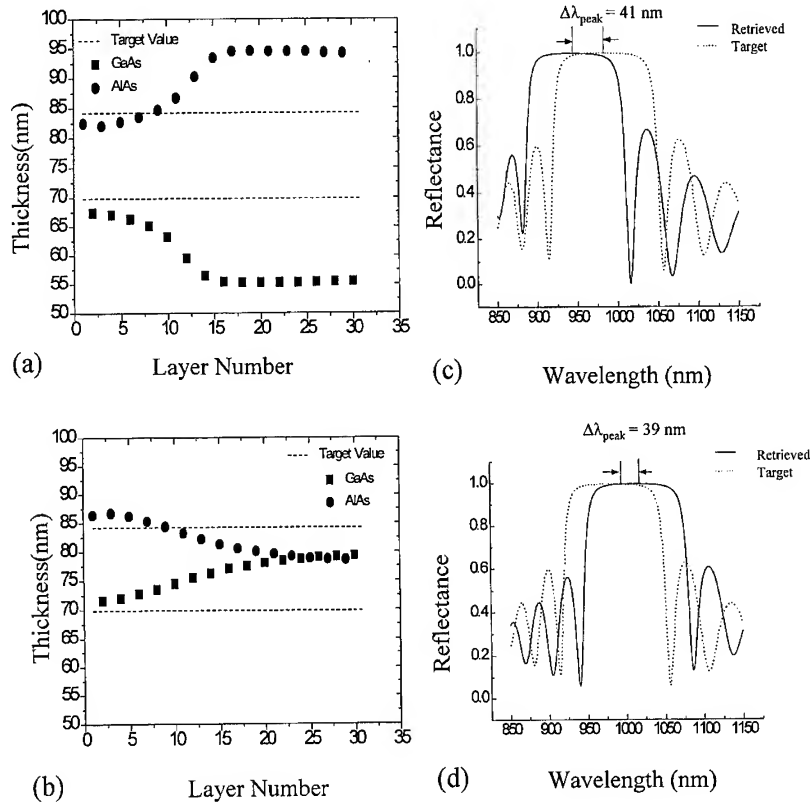 100
95
90
85
80
75
70
65
60
55
50
0 5 10 15 20 25 30 35
Thickness(nm)
Target Value
GaAs
AlAs
(a) Layer Number
Δλpeak = 41 nm
Retrieved
Target
1.0
0.8
0.6
0.4
0.2
0.0
850 900 950 1000 1050 1100 1150
Reflectance
(c) Wavelength (nm)
100
95
90
85
80
75
70
65
60
55
50
0 5 10 15 20 25 30 35
Thickness(nm)
Target Value
GaAs
AlAs
(b) Layer Number
Δλpeak = 39 nm
Retrieved
Target
1.0
0.8
0.6
0.4
0.2
0.0
850 900 950 1000 1050 1100 1150
Reflectance
(d) Wavelength (nm)